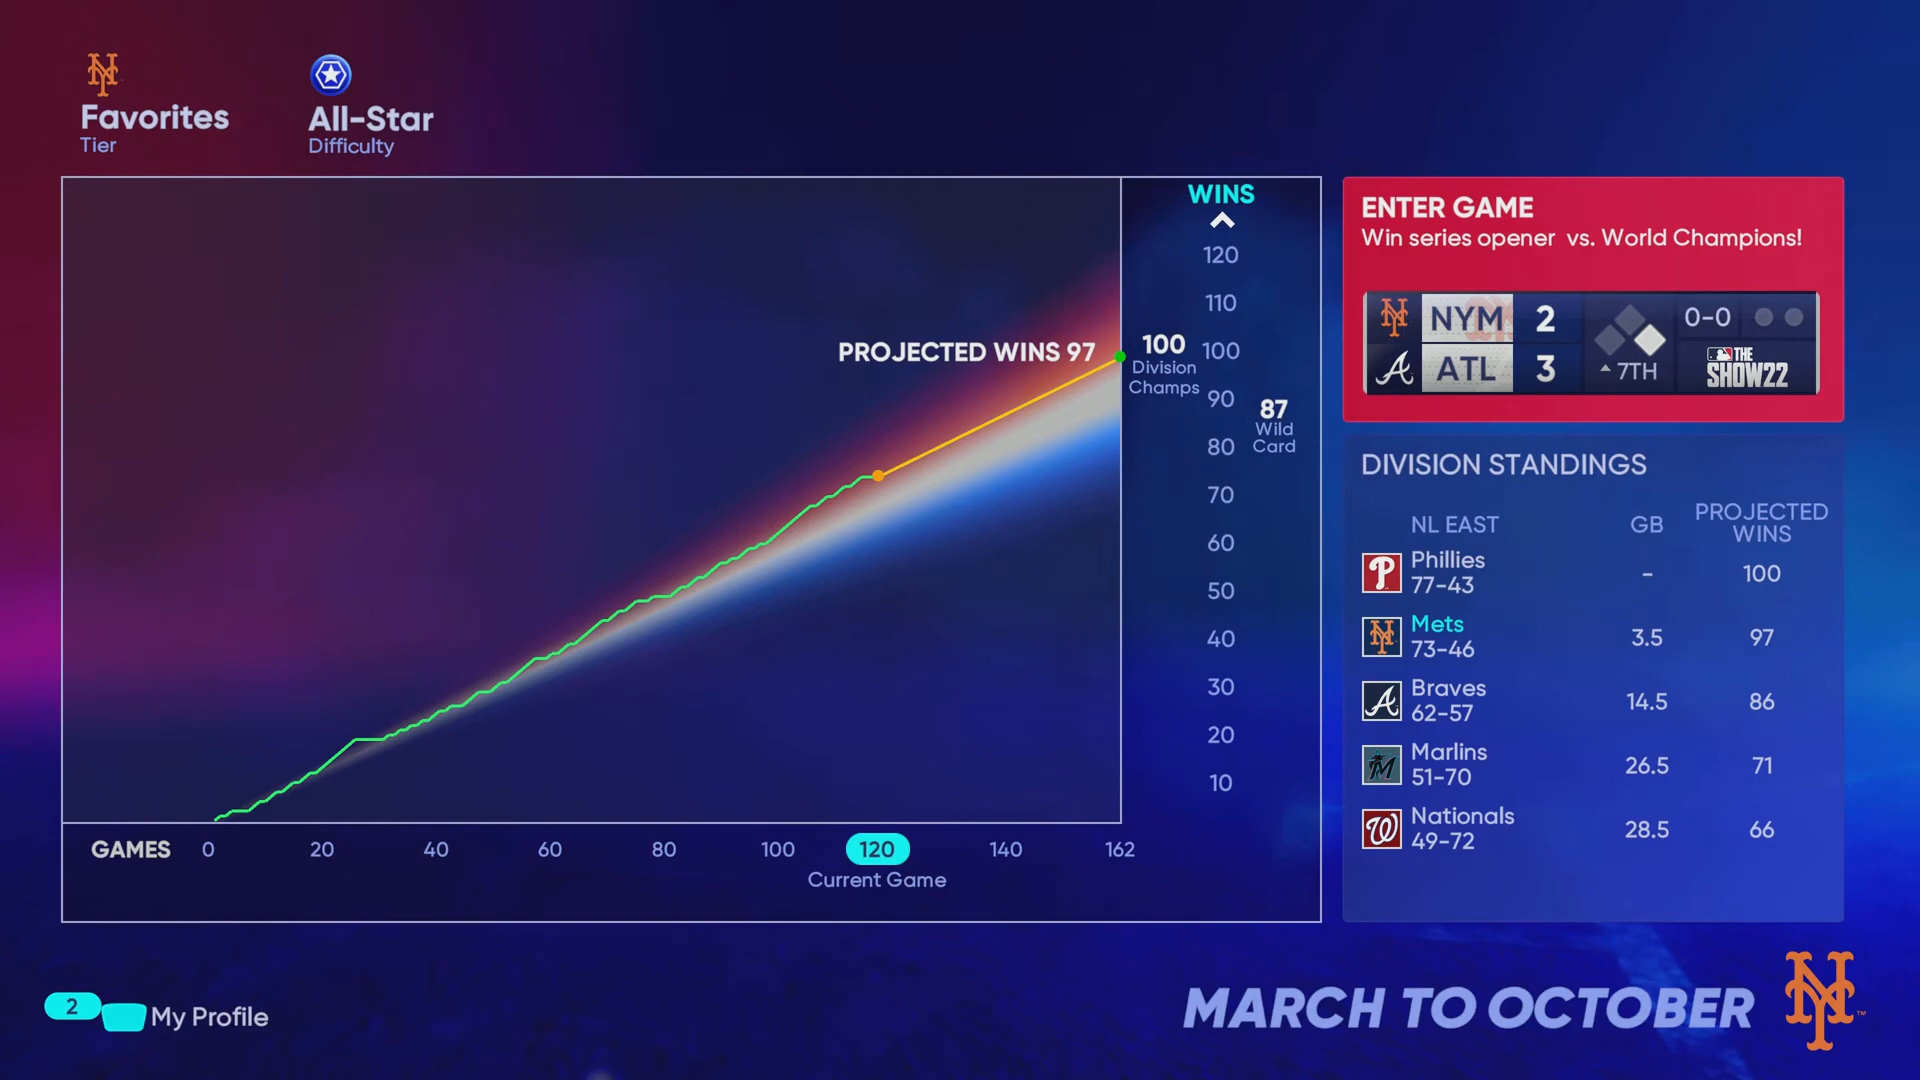 Favorites
Tier
All-Star
Difficulty
WINS
120
110
100
90
80
70
60
50
40
30
20
10
PROJECTED WINS 97
100
Division
Champs
87
Wild
Card
GAMES 0 20 40 60 80 100 120 140 162
Current Game
ENTER GAME
Win series opener vs. World Champions!
NYM 2 0-0
ATL 3 7TH
MLB THE
SHOW22
DIVISION STANDINGS
NL EAST GB PROJECTED
WINS
Phillies
77-43 - 100
Mets
73-46 3.5 97
Braves
62-57 14.5 86
Marlins
51-70 26.5 71
Nationals
49-72 28.5 66
2 My Profile
MARCH TO OCTOBER
NY
TM